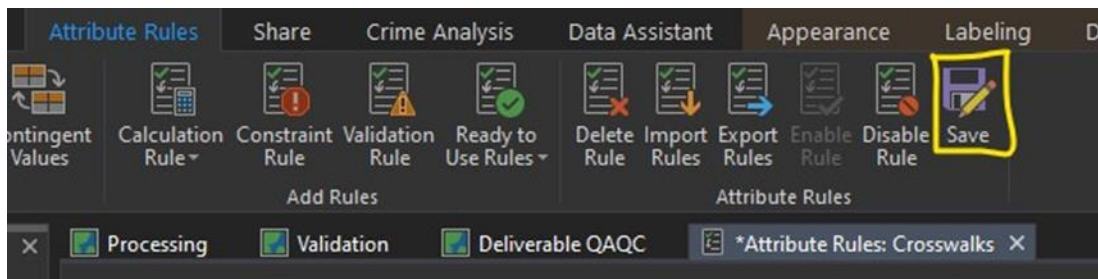 Attribute Rules Share Crime Analysis Data Assistant Appearance Labeling D
ontingent Calculation Constraint Validation Ready to Delete Import Export Enable Disable Save
Values Rule Rule Rule Use Rules Rule Rules Rules Rule Rule
Add Rules Attribute Rules
Processing Validation Deliverable QAQC *Attribute Rules: Crosswalks